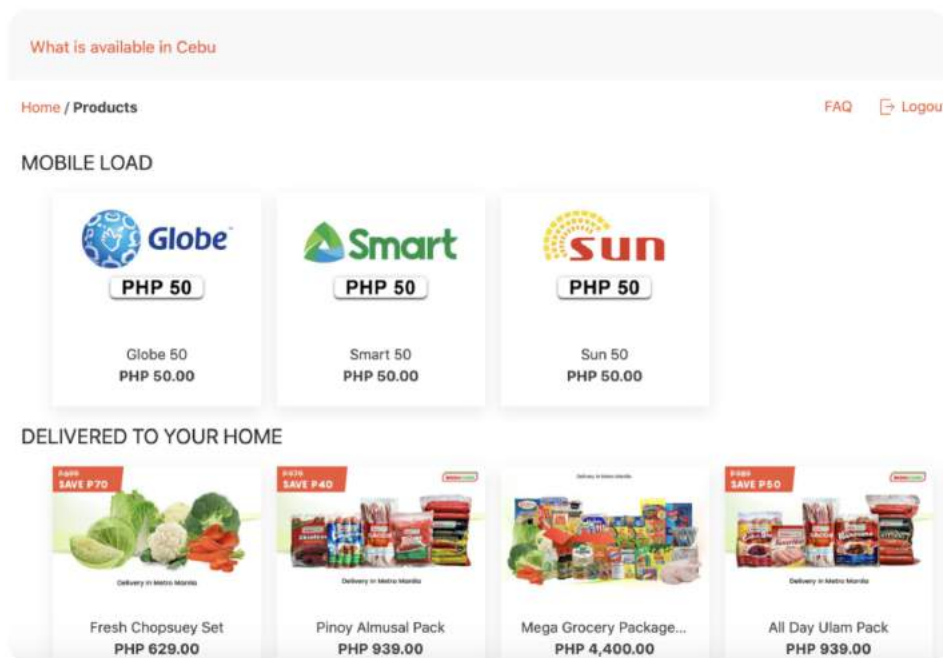 What is available in Cebu
Home / Products
FAQ
Logou
MOBILE LOAD
Globe
Smart
sun
PHP 50
PHP 50
PHP 50
Globe 50
Smart 50
Sun 50
PHP 50.00
PHP 50.00
PHP 50.00
DELIVERED TO YOUR HOME
SAVE P70
SAVE P40
SAVE P50
Delivery in Metro Manila
Delivery in Metro Manila
Delivery in Metro Manila
Delivery in Metro Manila
Fresh Chopsuey Set
Pinoy Almusal Pack
Mega Grocery Package...
All Day Ulam Pack
PHP 629.00
PHP 939.00
PHP 4,400.00
PHP 939.00